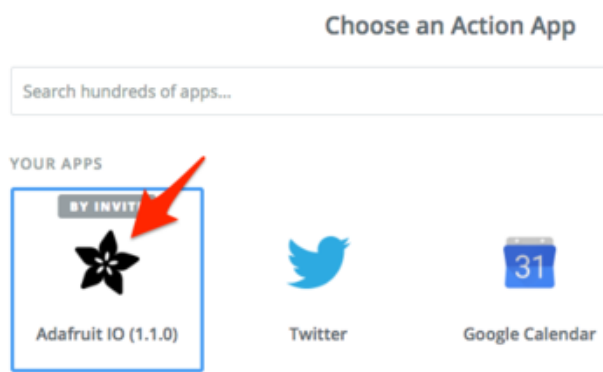 Choose an Action App
Search hundreds of apps...
YOUR APPS
BY
Adafruit IO (1.1.0)
Twitter
31
Google Calendar